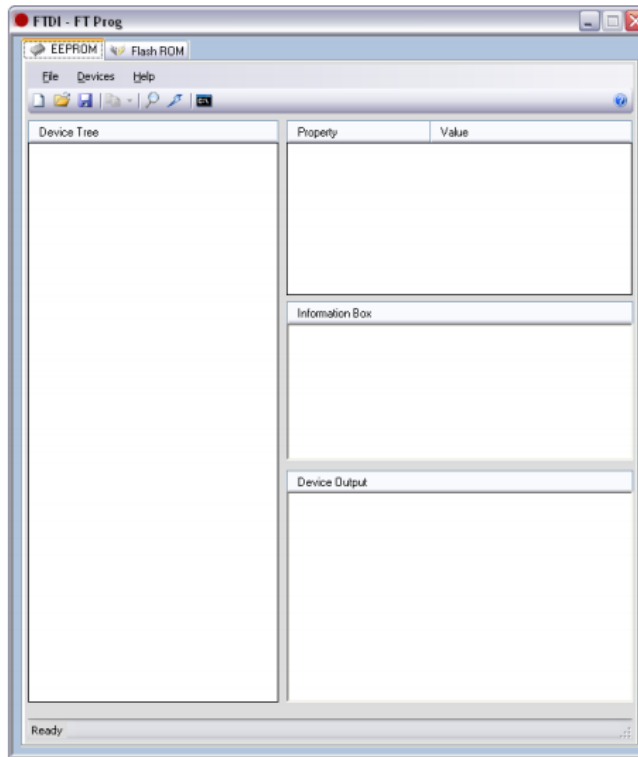 FTDI - FT Prog
EEPROM Flash ROM
File Devices Help
Device Tree
Property Value
Information Box
Device Output
Ready